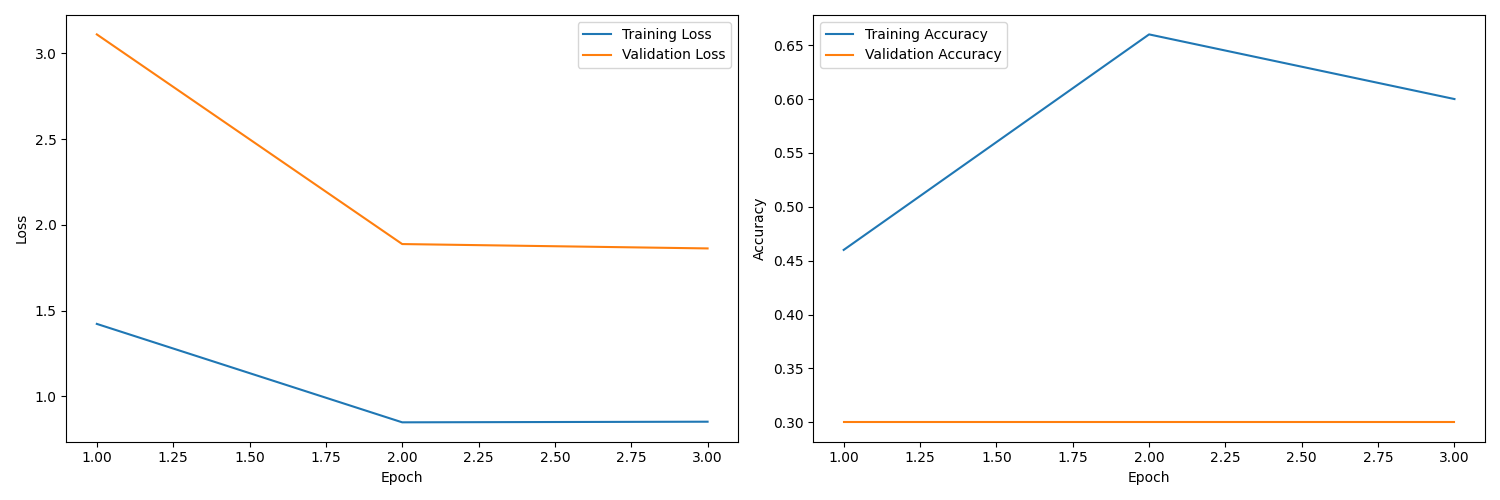 Training Loss
Validation Loss
3.0
2.5
2.0
1.5
1.0
Loss
1.00 1.25 1.50 1.75 2.00 2.25 2.50 2.75 3.00
Epoch
Training Accuracy
Validation Accuracy
0.65
0.60
0.55
0.50
0.45
0.40
0.35
0.30
Accuracy
1.00 1.25 1.50 1.75 2.00 2.25 2.50 2.75 3.00
Epoch